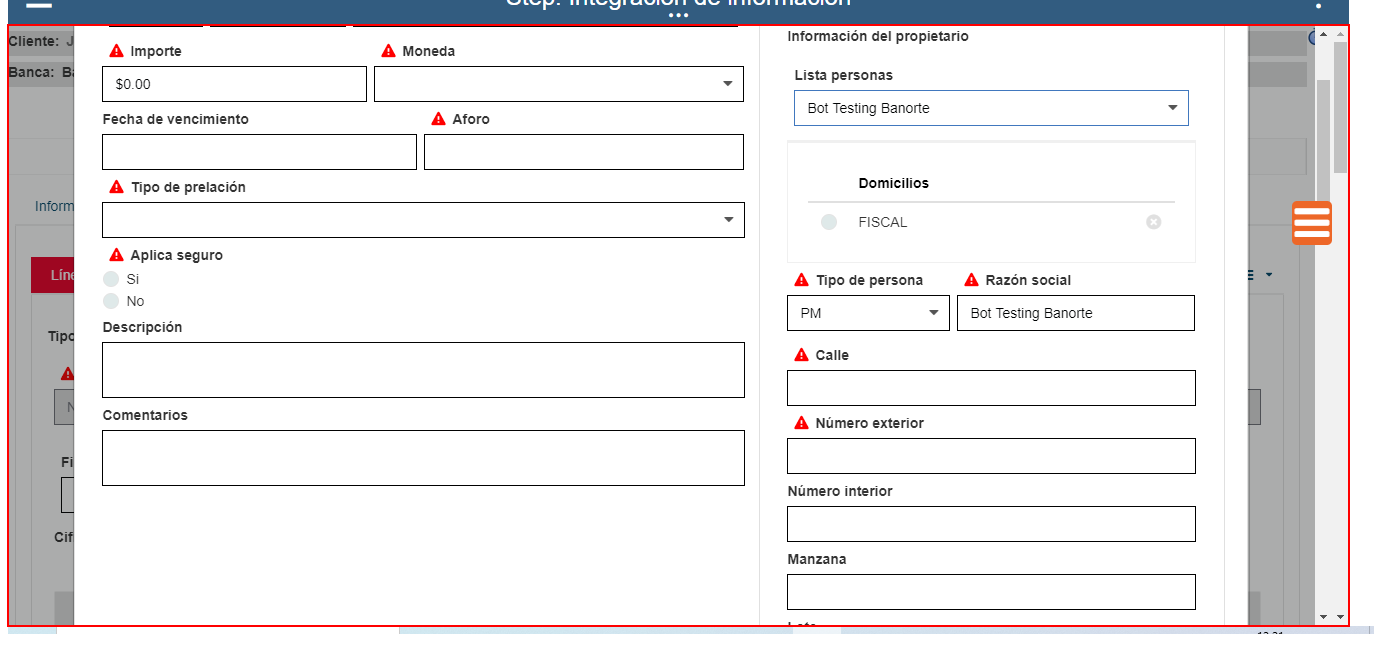 Step: Integración de información
Cliente: J
Banca: Ba
Importe
Moneda
$0.00
Fecha de vencimiento
Aforo
Tipo de prelación
Aplica seguro
Si
No
Descripción
Comentarios
Información del propietario
Lista personas
Bot Testing Banorte
Domicilios
FISCAL
Tipo de persona
Razón social
PM
Bot Testing Banorte
Calle
Número exterior
Número interior
Manzana
Inform
Líne
Tipo
N
Fi
Cif